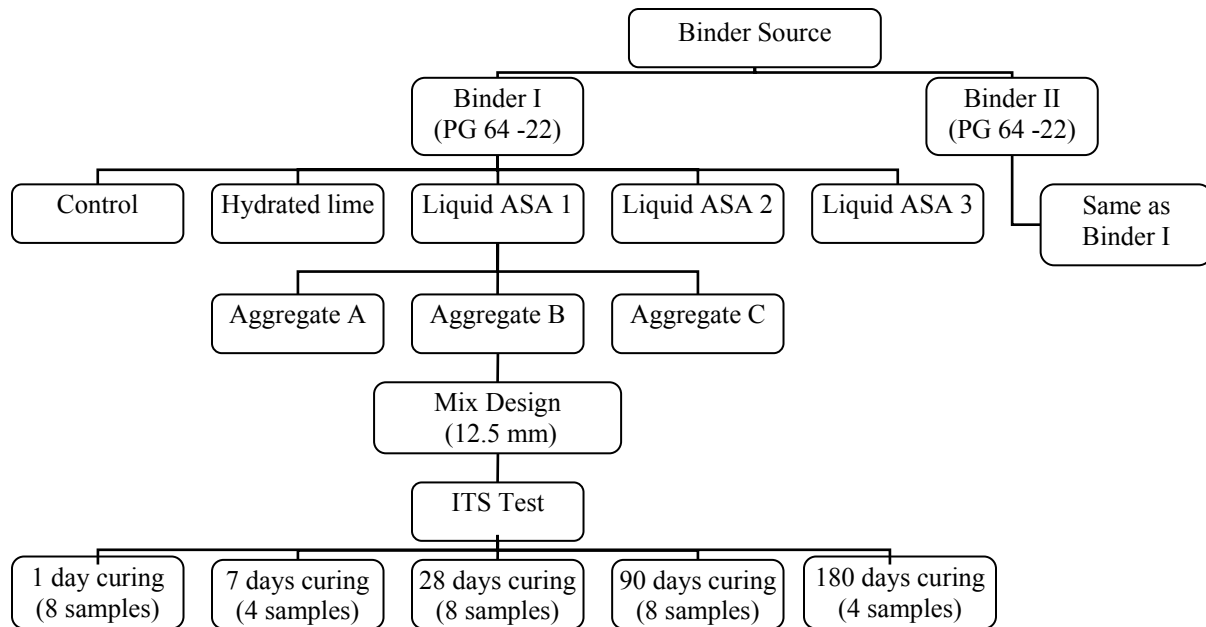 Binder Source
Binder I
(PG 64 -22)
Binder II
(PG 64 -22)
Control
Hydrated lime
Liquid ASA 1
Liquid ASA 2
Liquid ASA 3
Same as
Binder I
Aggregate A
Aggregate B
Aggregate C
Mix Design
(12.5 mm)
ITS Test
1 day curing
(8 samples)
7 days curing
(4 samples)
28 days curing
(8 samples)
90 days curing
(8 samples)
180 days curing
(4 samples)